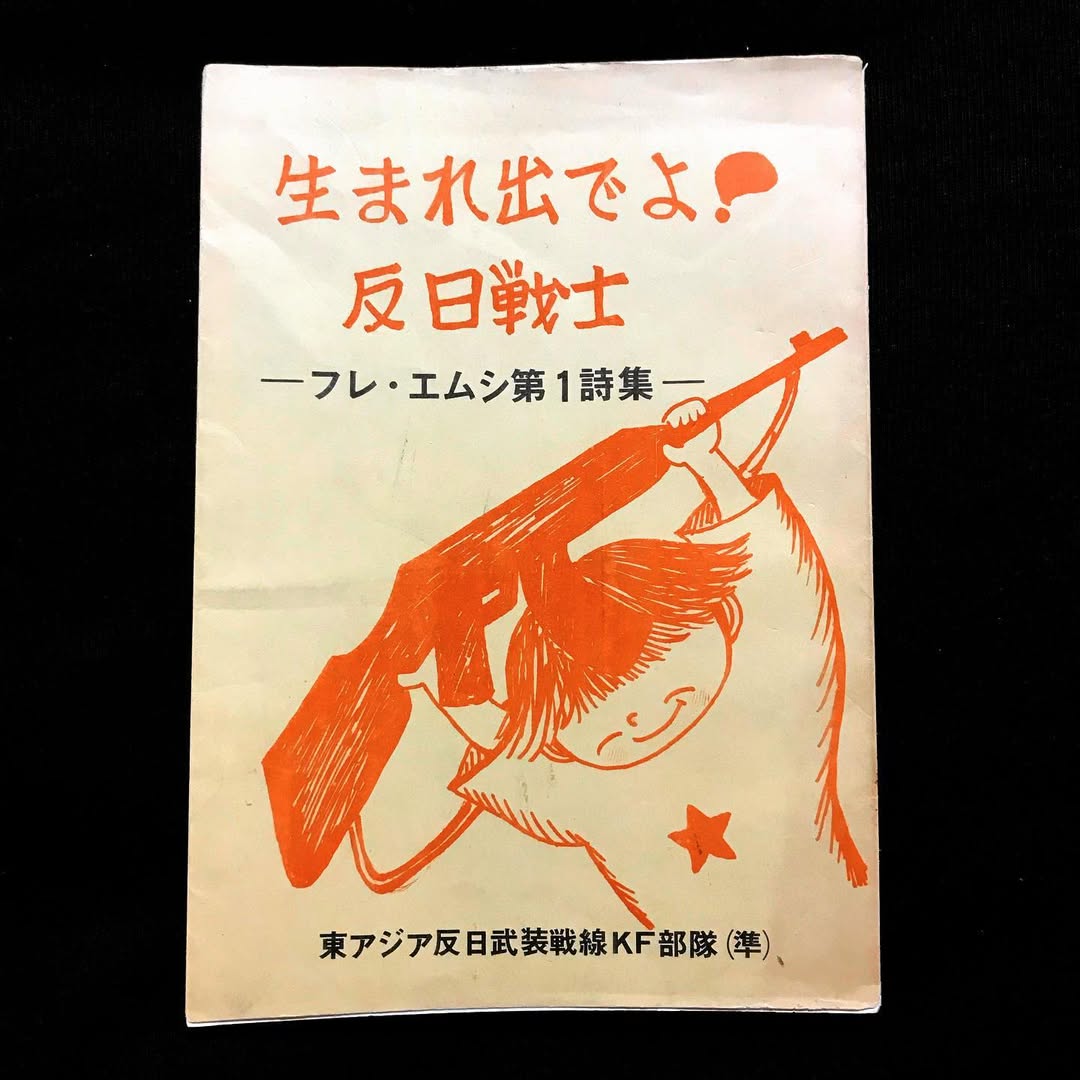 生まれ出でよ!
反日戦士
―フレ・エムシ第1詩集―
東アジア反日武装戦線KF部隊(準)